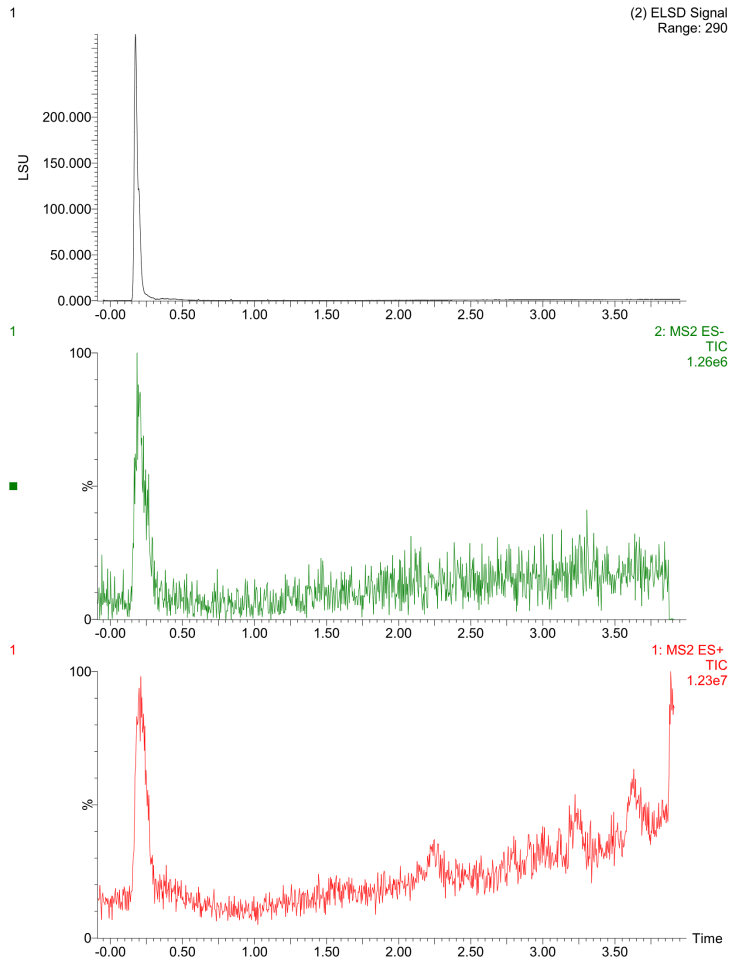 1
(2) ELSD Signal
Range: 290
LSU
200.000
150.000
100.000
50.000
0.000
-0.00 0.50 1.00 1.50 2.00 2.50 3.00 3.50
1
2: MS2 ES-
TIC
1.26e6
100
%
0
-0.00 0.50 1.00 1.50 2.00 2.50 3.00 3.50
1
1: MS2 ES+
TIC
1.23e7
100
%
0
Time
-0.00 0.50 1.00 1.50 2.00 2.50 3.00 3.50